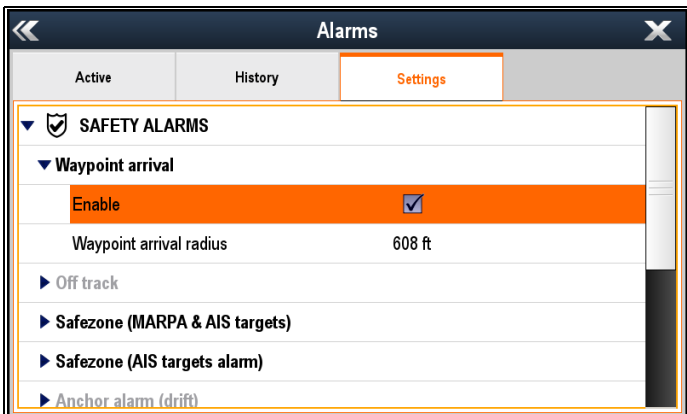 Alarms
Active History Settings
SAFETY ALARMS
Waypoint arrival
Enable
Waypoint arrival radius 608 ft
Off track
Safezone (MARPA & AIS targets)
Safezone (AIS targets alarm)
Anchor alarm (drift)